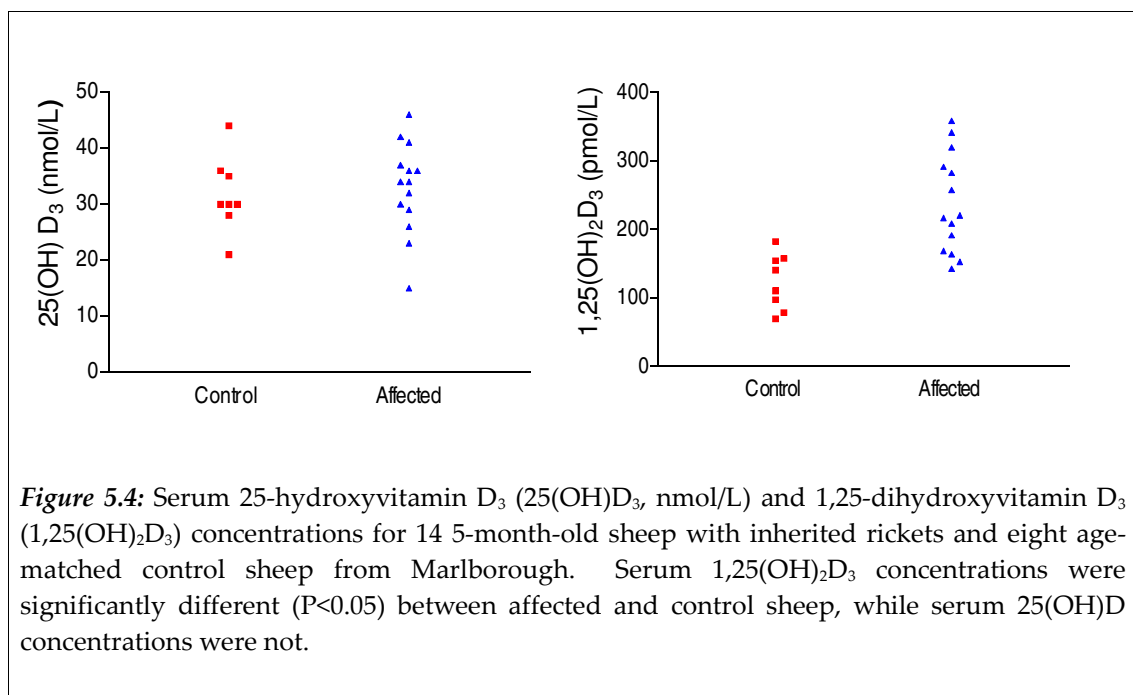 50
40
30
20
10
0
25(OH) D₃ (nmol/L)
Control Affected
400
300
200
100
0
1,25(OH)₂D₃ (pmol/L)
Control Affected
Figure 5.4: Serum 25-hydroxyvitamin D₃ (25(OH)D₃, nmol/L) and 1,25-dihydroxyvitamin D₃
(1,25(OH)₂D₃) concentrations for 14 5-month-old sheep with inherited rickets and eight age-
matched control sheep from Marlborough. Serum 1,25(OH)₂D₃ concentrations were
significantly different (P<0.05) between affected and control sheep, while serum 25(OH)D
concentrations were not.